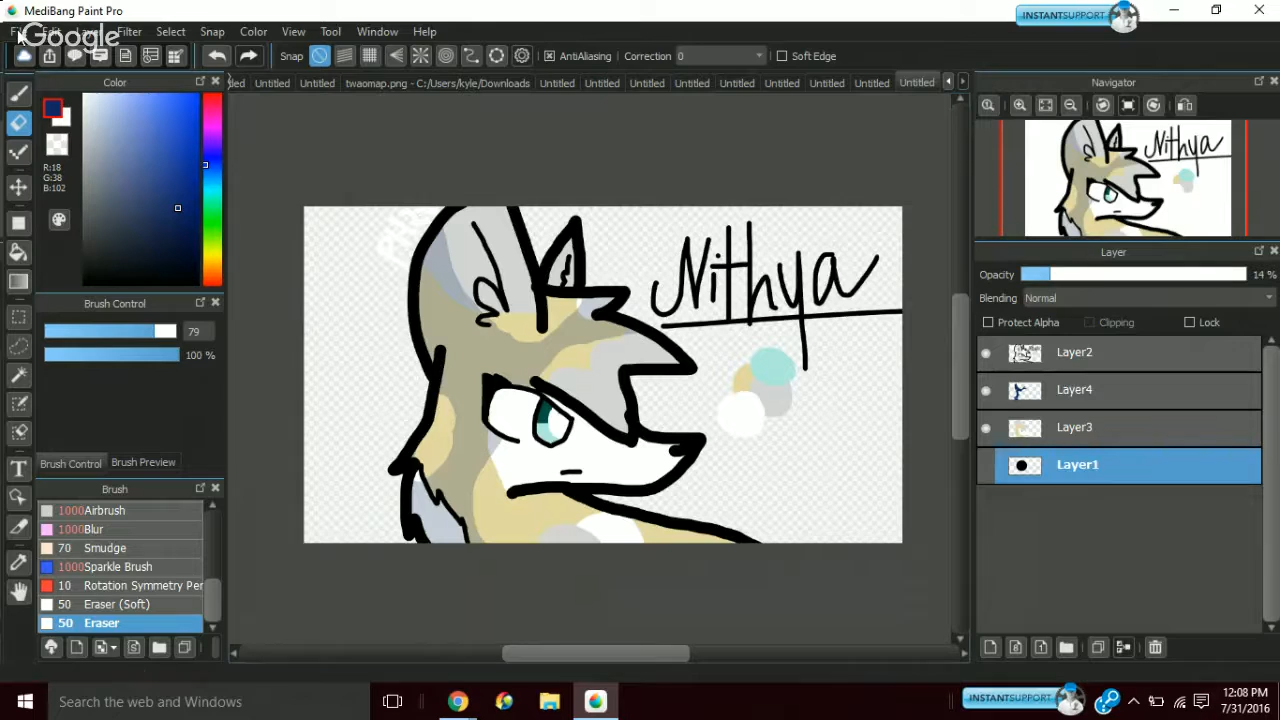 MediBang Paint Pro
INSTANTSUPPORT
Google
Filter Select Snap Color View Tool Window Help
Snap AntiAliasing Correction 0 Soft Edge
Color
Untitled Untitled twaomap.png - C:/Users/kyle/Downloads Untitled Untitled Untitled Untitled Untitled Untitled Untitled Untitled
Navigator
R:18
G:38
B:102
Nithya
Nithya
Brush Control
79
100 %
Brush Control Brush Preview
Brush
1000 Airbrush
1000 Blur
70 Smudge
1000 Sparkle Brush
10 Rotation Symmetry Pen
50 Eraser (Soft)
50 Eraser
Layer
Opacity 14 %
Blending Normal
Protect Alpha Clipping Lock
Layer2
Layer4
Layer3
Layer1
Search the web and Windows
INSTANTSUPPORT
12:08 PM
7/31/2016